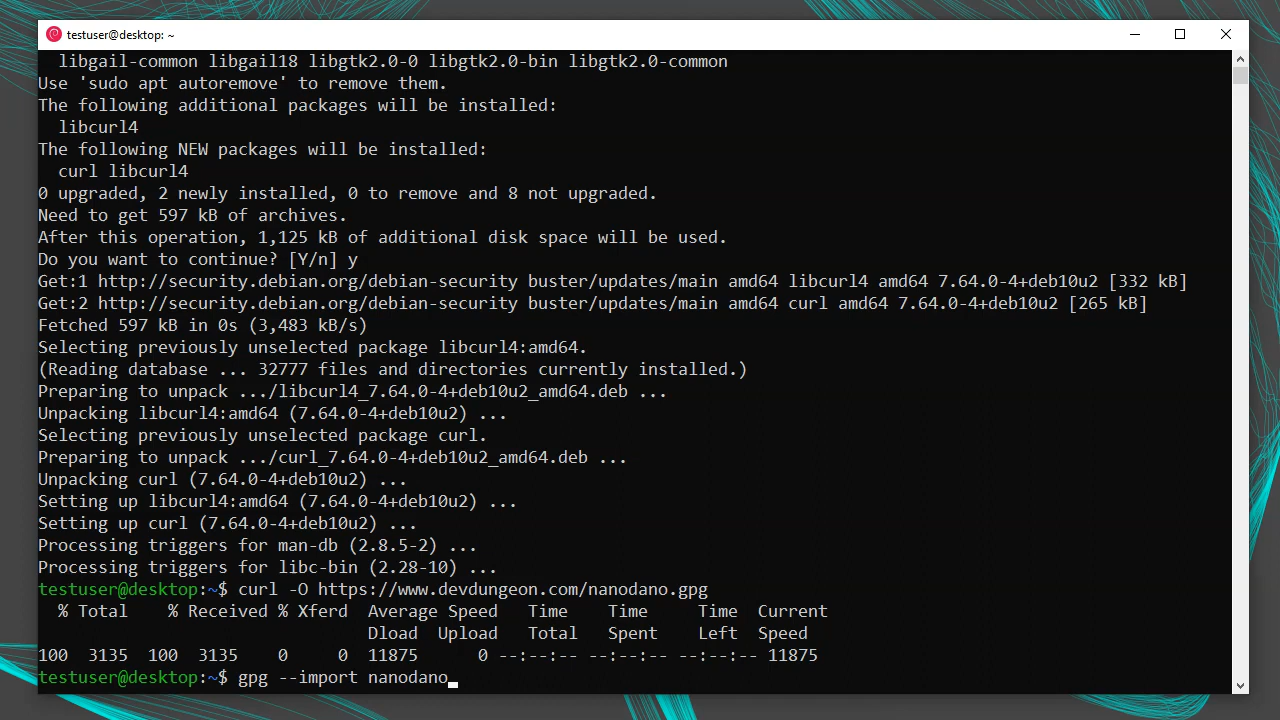 testuser@desktop: ~
libgail-common libgail18 libgtk2.0-0 libgtk2.0-bin libgtk2.0-common
Use 'sudo apt autoremove' to remove them.
The following additional packages will be installed:
libcurl4
The following NEW packages will be installed:
curl libcurl4
0 upgraded, 2 newly installed, 0 to remove and 8 not upgraded.
Need to get 597 kB of archives.
After this operation, 1,125 kB of additional disk space will be used.
Do you want to continue? [Y/n] y
Get:1 http://security.debian.org/debian-security buster/updates/main amd64 libcurl4 amd64 7.64.0-4+deb10u2 [332 kB]
Get:2 http://security.debian.org/debian-security buster/updates/main amd64 curl amd64 7.64.0-4+deb10u2 [265 kB]
Fetched 597 kB in 0s (3,483 kB/s)
Selecting previously unselected package libcurl4:amd64.
(Reading database ... 32777 files and directories currently installed.)
Preparing to unpack .../libcurl4_7.64.0-4+deb10u2_amd64.deb ...
Unpacking libcurl4:amd64 (7.64.0-4+deb10u2) ...
Selecting previously unselected package curl.
Preparing to unpack .../curl_7.64.0-4+deb10u2_amd64.deb ...
Unpacking curl (7.64.0-4+deb10u2) ...
Setting up libcurl4:amd64 (7.64.0-4+deb10u2) ...
Setting up curl (7.64.0-4+deb10u2) ...
Processing triggers for man-db (2.8.5-2) ...
Processing triggers for libc-bin (2.28-10) ...
testuser@desktop:~$ curl -O https://www.devdungeon.com/nanodano.gpg
% Total % Received % Xferd Average Speed Time Time Time Current
Dload Upload Total Spent Left Speed
100 3135 100 3135 0 0 11875 0 --:--:-- --:--:-- --:--:-- 11875
testuser@desktop:~$ gpg --import nanodano